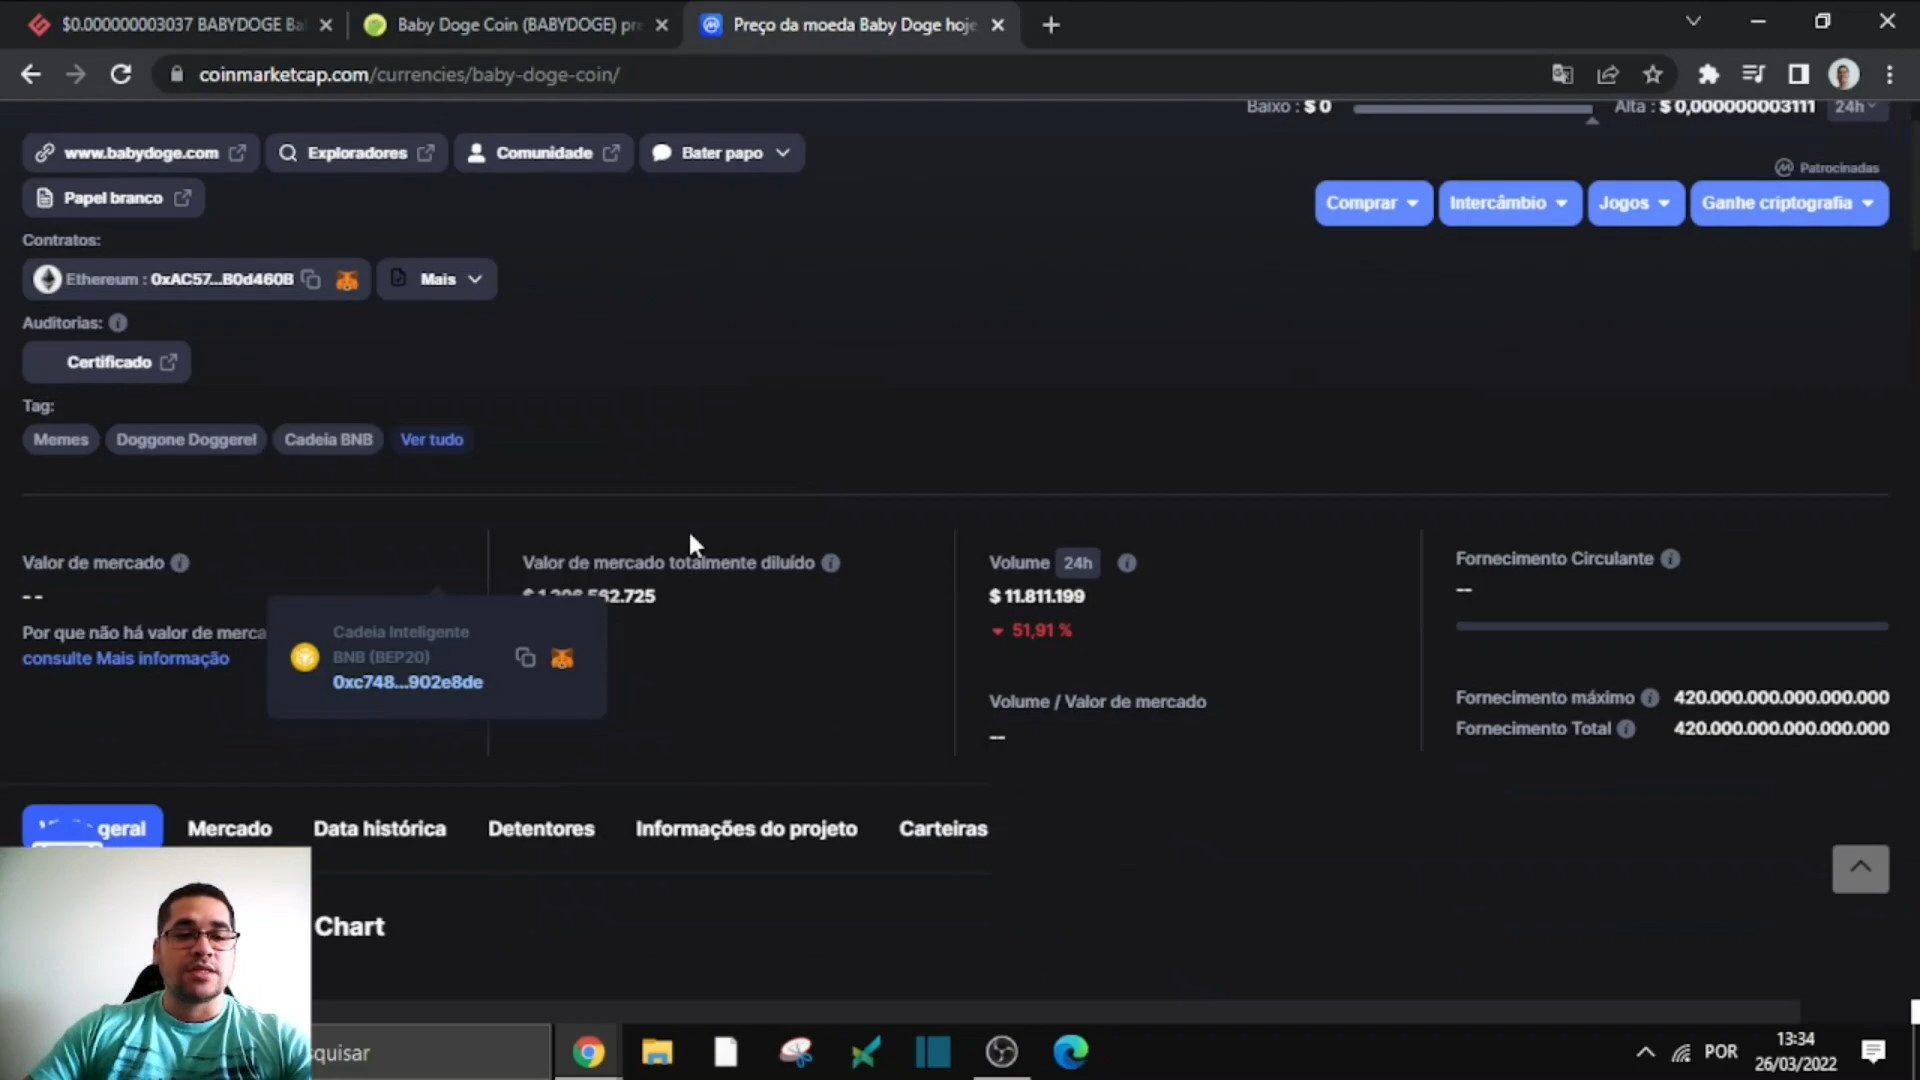 $0.000000003037 BABYDOGE Ba
Baby Doge Coin (BABYDOGE) pre
Preço da moeda Baby Doge hoje
coinmarketcap.com/currencies/baby-doge-coin/
Baixo : $ 0
Alta : $ 0,000000003111
24h
www.babydoge.com
Exploradores
Comunidade
Bater papo
Patrocinadas
Papel branco
Comprar
Intercâmbio
Jogos
Ganhe criptografia
Contratos:
Ethereum : 0xAC57...B0d460B
Mais
Auditorias:
Certificado
Tag:
Memes
Doggone Doggerel
Cadeia BNB
Ver tudo
Valor de mercado
- -
Por que não há valor de merca
consulte Mais informação
Cadeia Inteligente
BNB (BEP20)
0xc748...902e8de
Valor de mercado totalmente diluído
62.725
Volume 24h
$ 11.811.199
51,91 %
Volume / Valor de mercado
--
Fornecimento Circulante
--
Fornecimento máximo 420.000.000.000.000.000
Fornecimento Total 420.000.000.000.000.000
geral
Mercado
Data histórica
Detentores
Informações do projeto
Carteiras
Chart
squisar
POR
13:34
26/03/2022